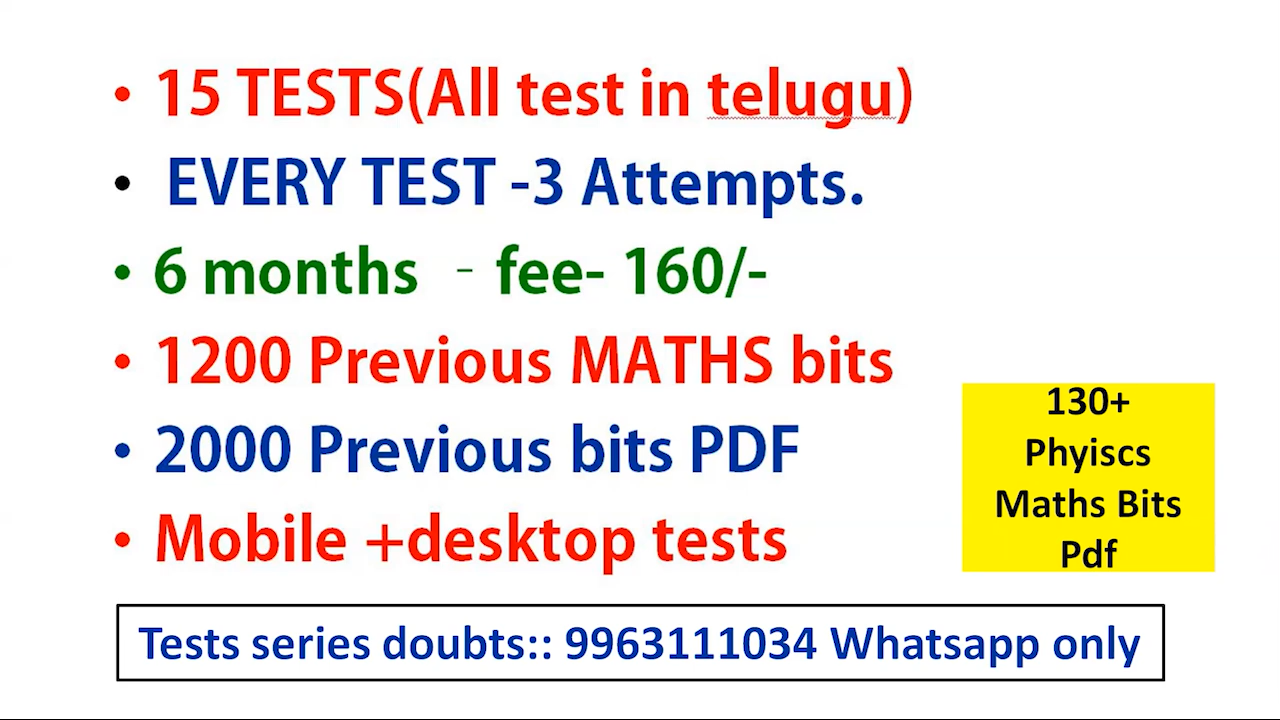 • 15 TESTS(All test in telugu)
• EVERY TEST -3 Attempts.
• 6 months - fee- 160/-
• 1200 Previous MATHS bits
• 2000 Previous bits PDF
• Mobile +desktop tests
130+
Phyiscs
Maths Bits
Pdf
Tests series doubts:: 9963111034 Whatsapp only